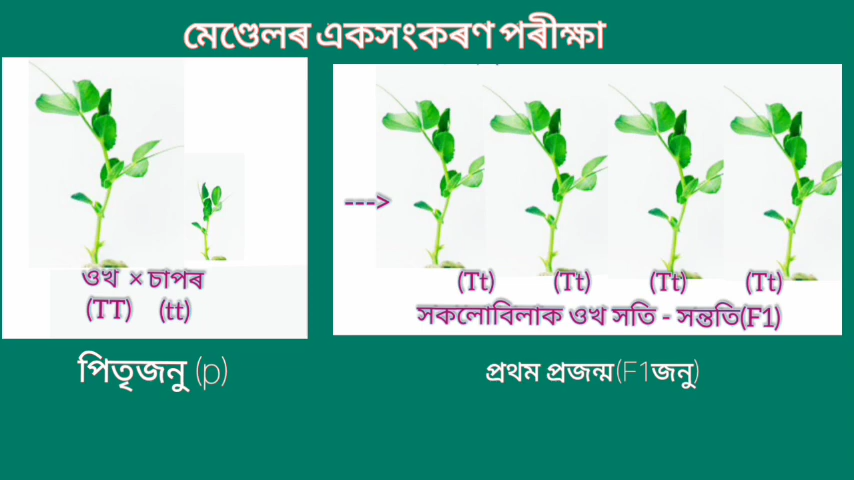 মেণ্ডেলৰ একসংকৰণ পৰীক্ষা
ওখ × চাপৰ
(TT) (tt)
--->
(Tt) (Tt) (Tt) (Tt)
সকলোবিলাক ওখ সতি - সন্ততি(F1)
পিতৃজনু (p)
প্ৰথম প্ৰজন্ম(F1জনু)